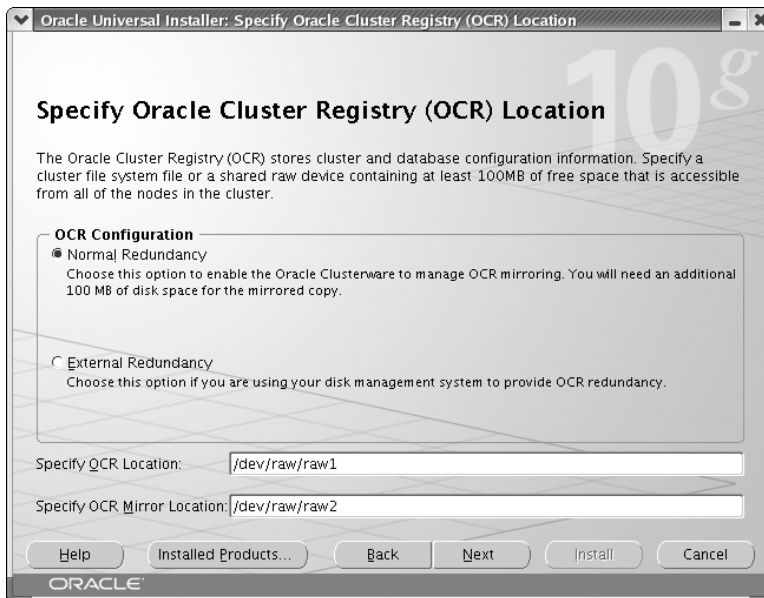 Oracle Universal Installer: Specify Oracle Cluster Registry (OCR) Location
10g
Specify Oracle Cluster Registry (OCR) Location
The Oracle Cluster Registry (OCR) stores cluster and database configuration information. Specify a
cluster file system file or a shared raw device containing at least 100MB of free space that is accessible
from all of the nodes in the cluster.
OCR Configuration
Normal Redundancy
Choose this option to enable the Oracle Clusterware to manage OCR mirroring. You will need an additional
100 MB of disk space for the mirrored copy.
External Redundancy
Choose this option if you are using your disk management system to provide OCR redundancy.
Specify OCR Location: /dev/raw/raw1
Specify OCR Mirror Location: /dev/raw/raw2
Help Installed Products... Back Next Install Cancel
ORACLE